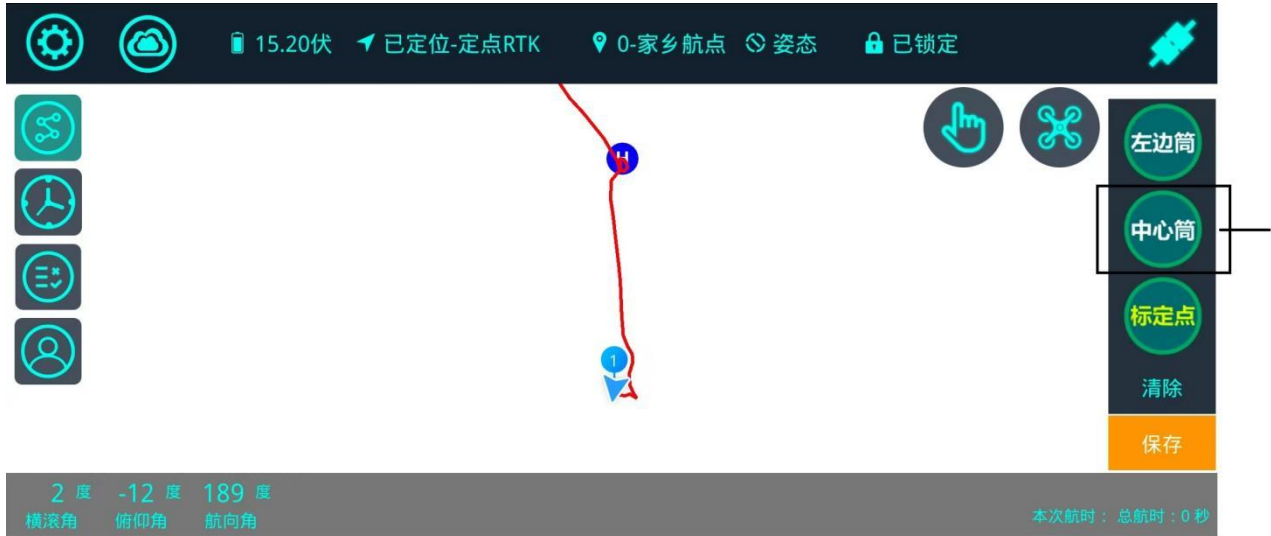 15.20伏 已定位-定点RTK 0-家乡航点 姿态 已锁定
左边筒
H
中心筒
标定点
1
清除
保存
2 度 -12 度 189 度
横滚角 俯仰角 航向角
本次航时： 总航时：0 秒